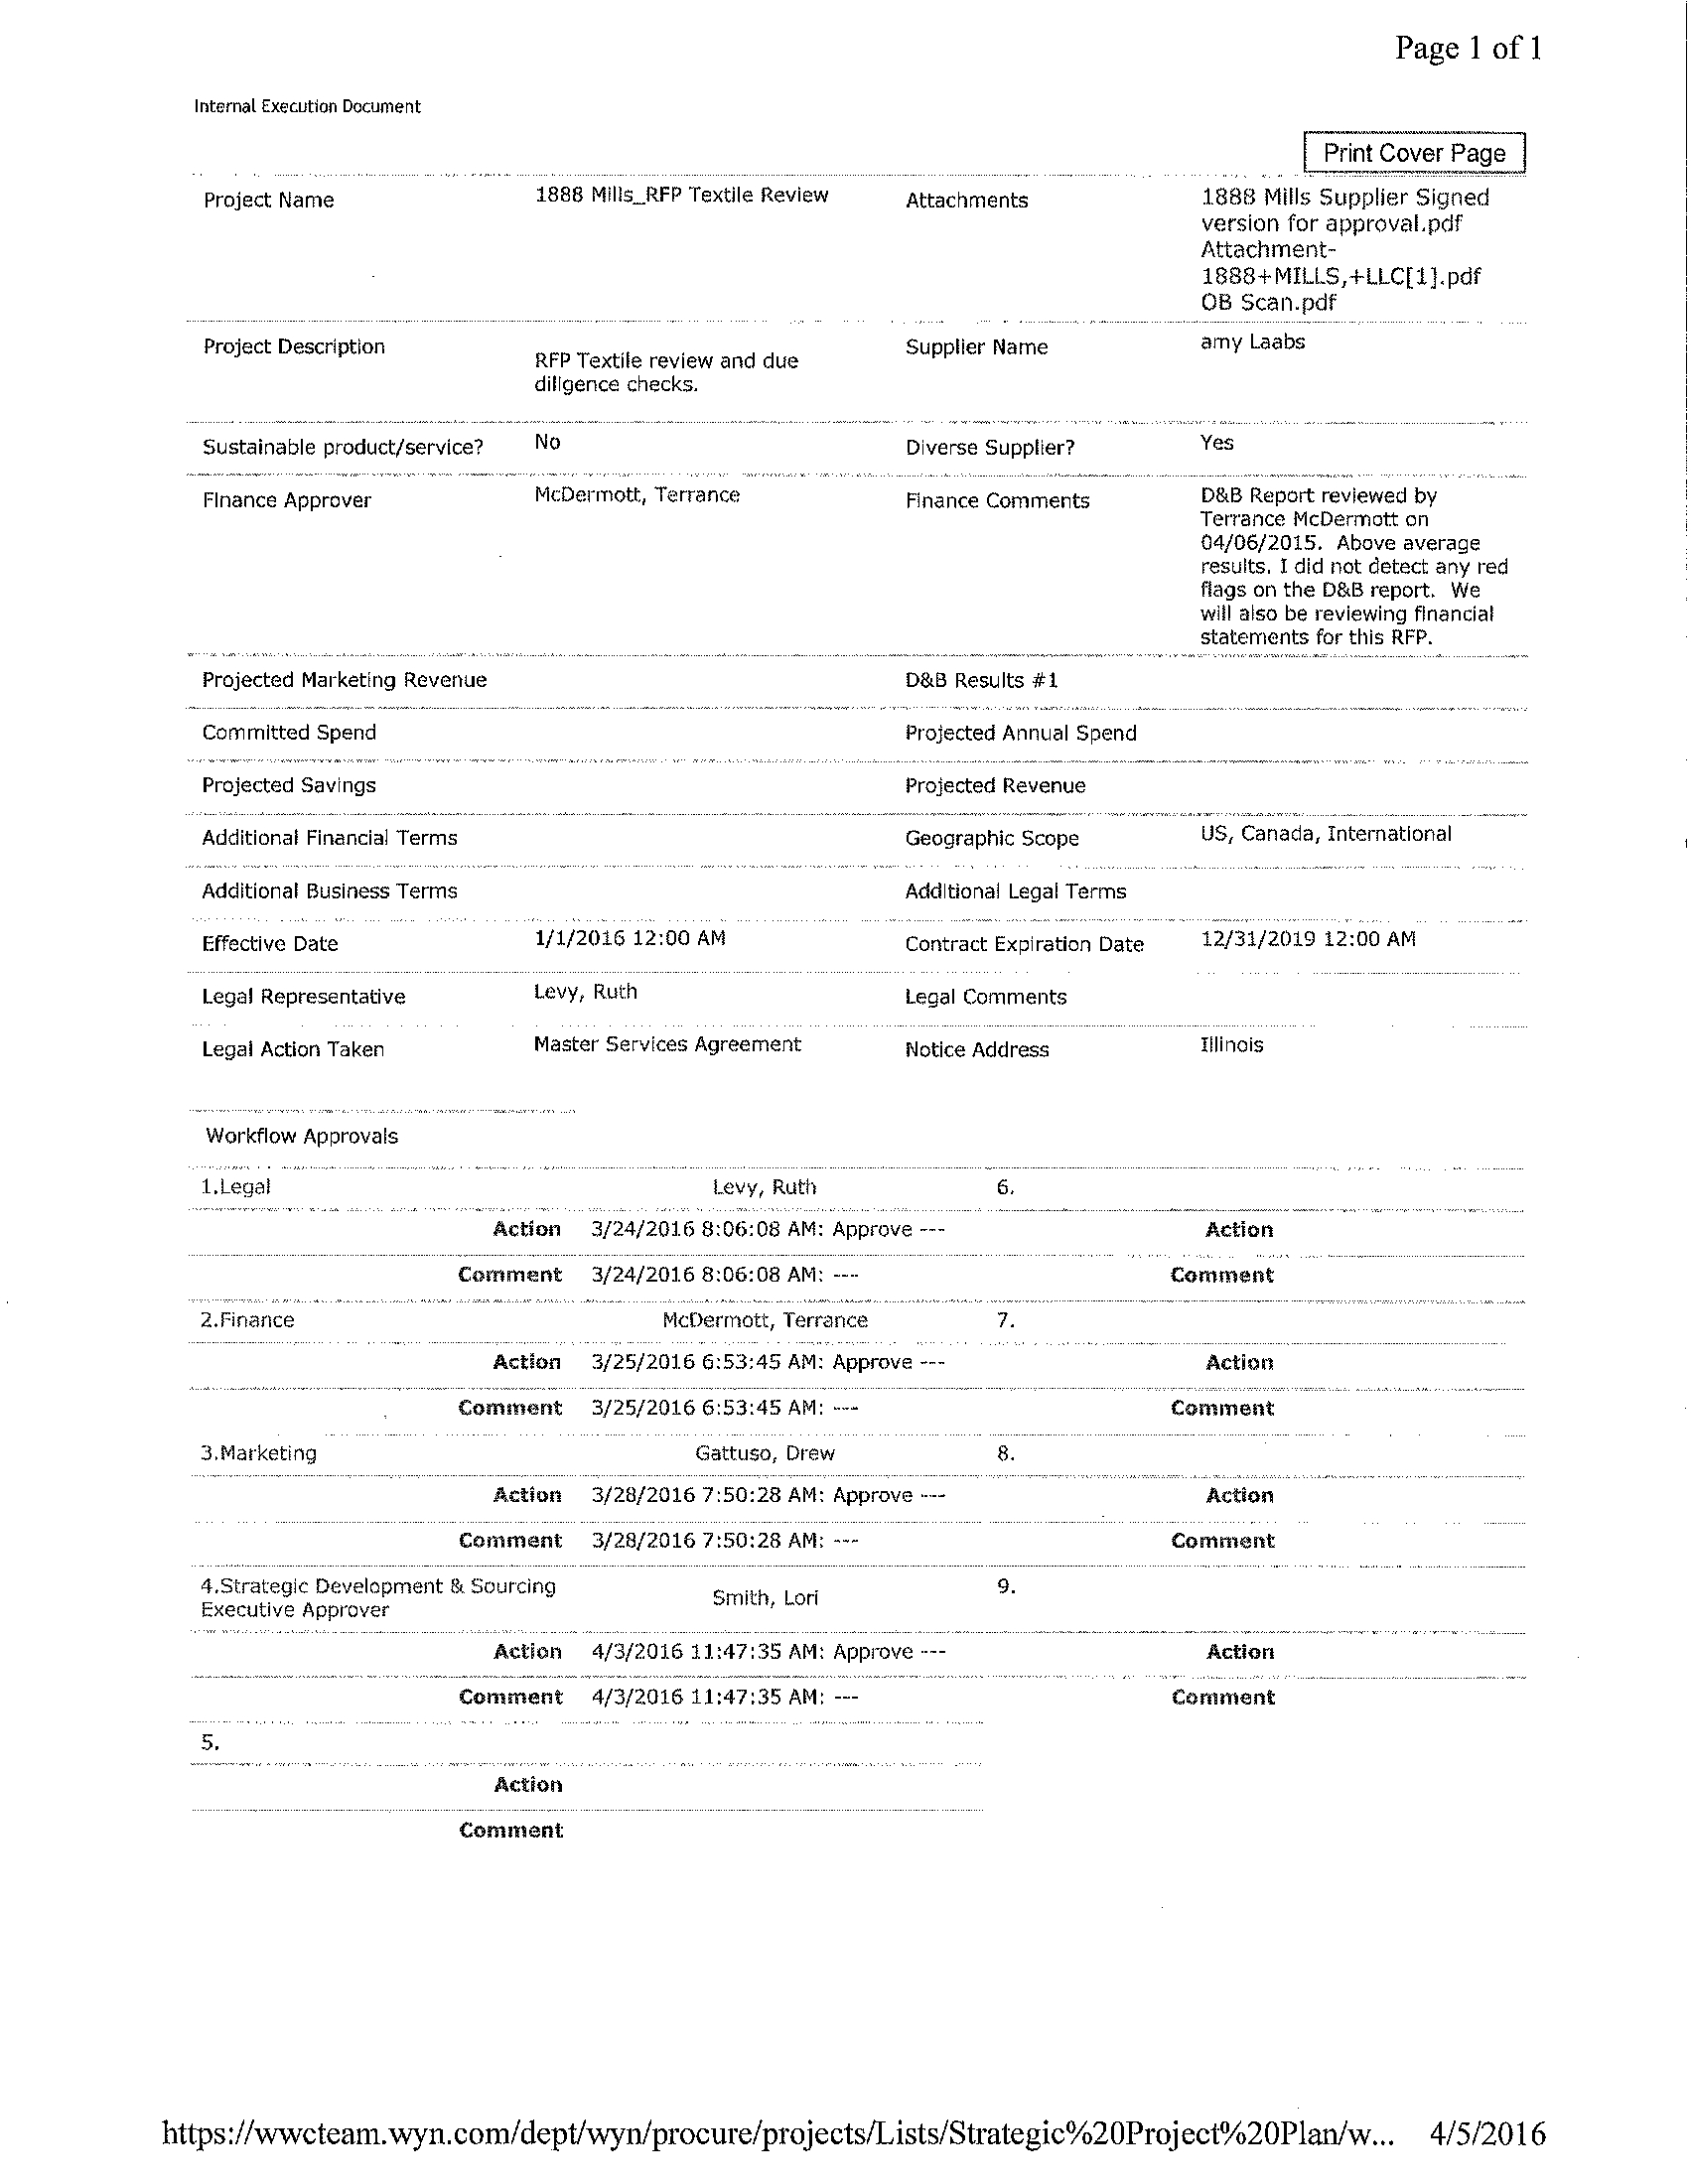 Page 1 of 1
Internal Execution Document
Print Cover Page
Project Name
1888 Mills_RFP Textile Review
Attachments
1888 Mills Supplier Signed
version for approval.pdf
Attachment-
1888+MILLS,+LLC[1].pdf
OB Scan.pdf
Project Description
RFP Textile review and due
diligence checks.
Supplier Name
amy Laabs
Sustainable product/service?
No
Diverse Supplier?
Yes
Finance Approver
McDermott, Terrance
Finance Comments
D&B Report reviewed by
Terrance McDermott on
04/06/2015.  Above average
results. I did not detect any red
flags on the D&B report.  We
will also be reviewing financial
statements for this RFP.
Projected Marketing Revenue
D&B Results #1
Committed Spend
Projected Annual Spend
Projected Savings
Projected Revenue
Additional Financial Terms
Geographic Scope
US, Canada, International
Additional Business Terms
Additional Legal Terms
Effective Date
1/1/2016 12:00 AM
Contract Expiration Date
12/31/2019 12:00 AM
Legal Representative
Levy, Ruth
Legal Comments
Legal Action Taken
Master Services Agreement
Notice Address
Illinois
Workflow Approvals
1.Legal
Levy, Ruth
6.
Action 3/24/2016 8:06:08 AM: Approve ---
Action
Comment 3/24/2016 8:06:08 AM: ---
Comment
2.Finance
McDermott, Terrance
7.
Action 3/25/2016 6:53:45 AM: Approve ---
Action
Comment 3/25/2016 6:53:45 AM: ---
Comment
3.Marketing
Gattuso, Drew
8.
Action 3/28/2016 7:50:28 AM: Approve ---
Action
Comment 3/28/2016 7:50:28 AM: ---
Comment
4.Strategic Development & Sourcing
Executive Approver
Smith, Lori
9.
Action 4/3/2016 11:47:35 AM: Approve ---
Action
Comment 4/3/2016 11:47:35 AM: ---
Comment
5.
Action
Comment
https://wwcteam.wyn.com/dept/wyn/procure/projects/Lists/Strategic%20Project%20Plan/w... 4/5/2016